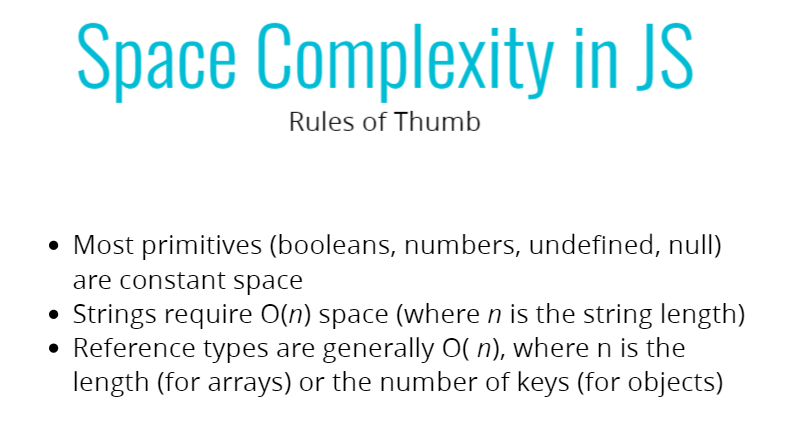 Space Complexity in JS
Rules of Thumb
• Most primitives (booleans, numbers, undefined, null)
are constant space
• Strings require O(n) space (where n is the string length)
• Reference types are generally O( n), where n is the
length (for arrays) or the number of keys (for objects)